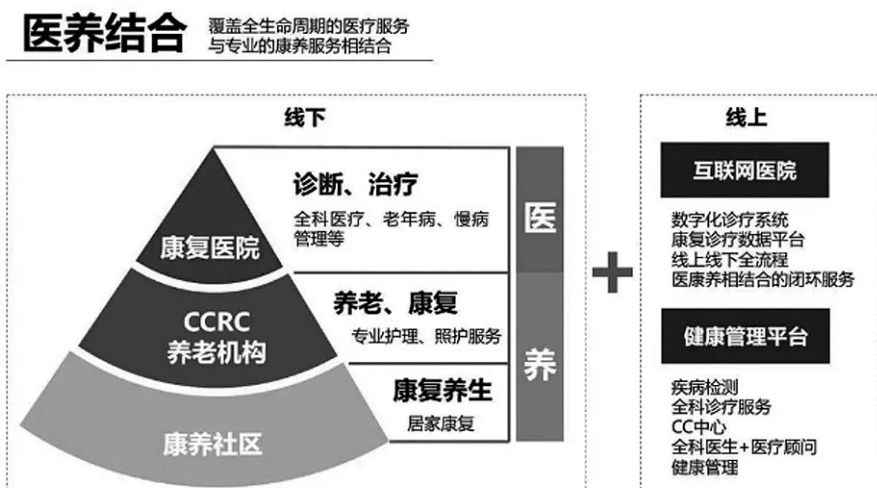 医养结合
覆盖全生命周期的医疗服务
与专业的康养服务相结合
线下
康复医院
CCRC
养老机构
康养社区
诊断、治疗
全科医疗、老年病、慢病
管理等
养老、康复
专业护理、照护服务
康复养生
居家康复
医
养
+
线上
互联网医院
数字化诊疗系统
康复诊疗数据平台
线上线下全流程
医康养相结合的闭环服务
健康管理平台
疾病检测
全科诊疗服务
CC中心
全科医生+医疗顾问
健康管理